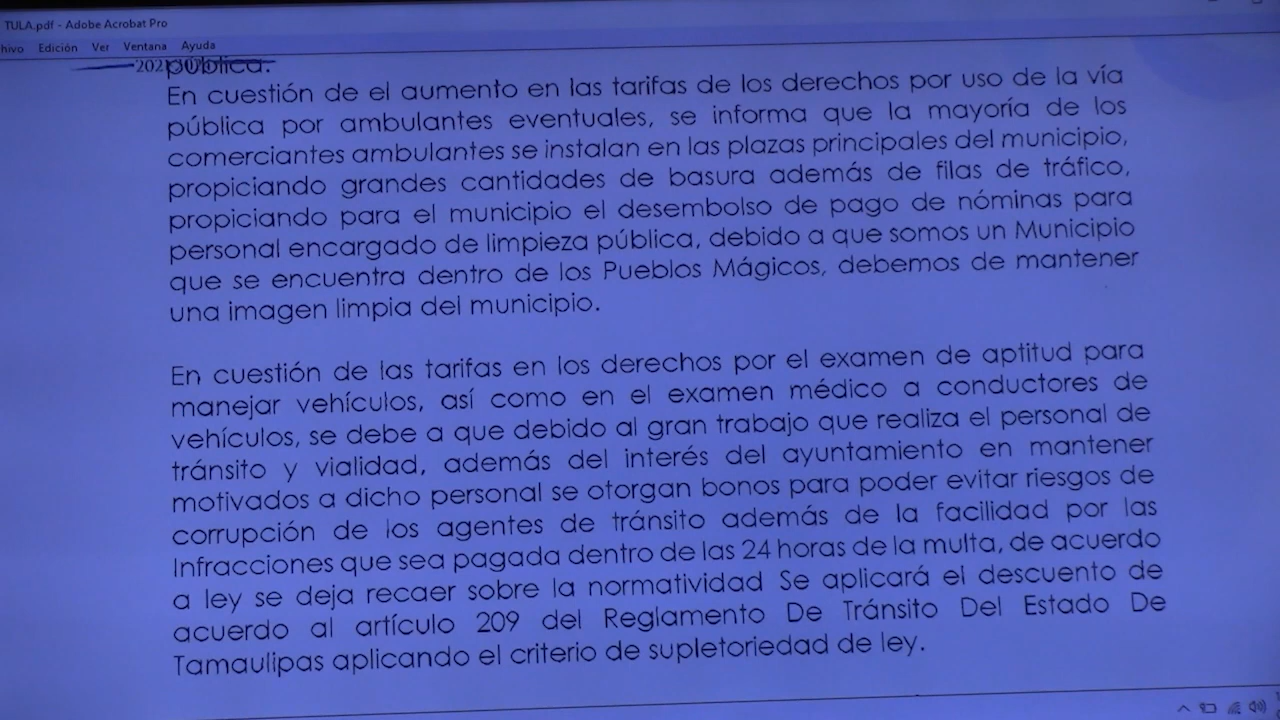 TULA.pdf - Adobe Acrobat Pro
hivo Edición Ver Ventana Ayuda
pública.
En cuestión de el aumento en las tarifas de los derechos por uso de la vía
pública por ambulantes eventuales, se informa que la mayoría de los
comerciantes ambulantes se instalan en las plazas principales del municipio,
propiciando grandes cantidades de basura además de filas de tráfico,
propiciando para el municipio el desembolso de pago de nóminas para
personal encargado de limpieza pública, debido a que somos un Municipio
que se encuentra dentro de los Pueblos Mágicos, debemos de mantener
una imagen limpia del municipio.
En cuestión de las tarifas en los derechos por el examen de aptitud para
manejar vehículos, así como en el examen médico a conductores de
vehículos, se debe a que debido al gran trabajo que realiza el personal de
tránsito y vialidad, además del interés del ayuntamiento en mantener
motivados a dicho personal se otorgan bonos para poder evitar riesgos de
corrupción de los agentes de tránsito además de la facilidad por las
Infracciones que sea pagada dentro de las 24 horas de la multa, de acuerdo
a ley se deja recaer sobre la normatividad Se aplicará el descuento de
acuerdo al artículo 209 del Reglamento De Tránsito Del Estado De
Tamaulipas aplicando el criterio de supletoriedad de ley.